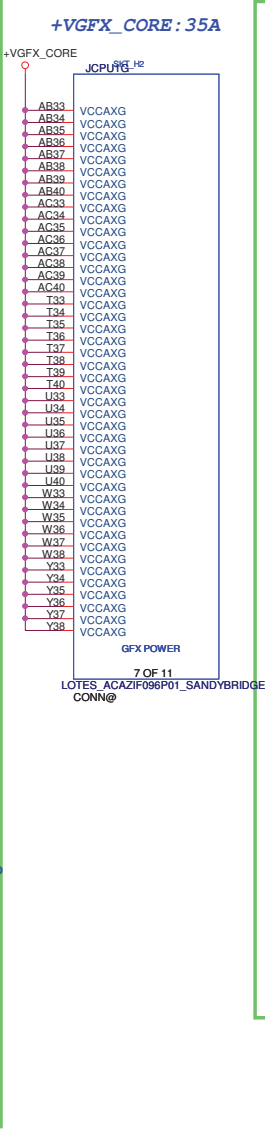 +VGFX_CORE:35A
+VGFX_CORE
SKT_H2
JCPU1G
AB33 VCCAXG
AB34 VCCAXG
AB35 VCCAXG
AB36 VCCAXG
AB37 VCCAXG
AB38 VCCAXG
AB39 VCCAXG
AB40 VCCAXG
AC33 VCCAXG
AC34 VCCAXG
AC35 VCCAXG
AC36 VCCAXG
AC37 VCCAXG
AC38 VCCAXG
AC39 VCCAXG
AC40 VCCAXG
T33 VCCAXG
T34 VCCAXG
T35 VCCAXG
T36 VCCAXG
T37 VCCAXG
T38 VCCAXG
T39 VCCAXG
T40 VCCAXG
U33 VCCAXG
U34 VCCAXG
U35 VCCAXG
U36 VCCAXG
U37 VCCAXG
U38 VCCAXG
U39 VCCAXG
U40 VCCAXG
W33 VCCAXG
W34 VCCAXG
W35 VCCAXG
W36 VCCAXG
W37 VCCAXG
W38 VCCAXG
Y33 VCCAXG
Y34 VCCAXG
Y35 VCCAXG
Y36 VCCAXG
Y37 VCCAXG
Y38 VCCAXG
GFX POWER
7 OF 11
LOTES_ACAZIF096P01_SANDYBRIDGE
CONN@